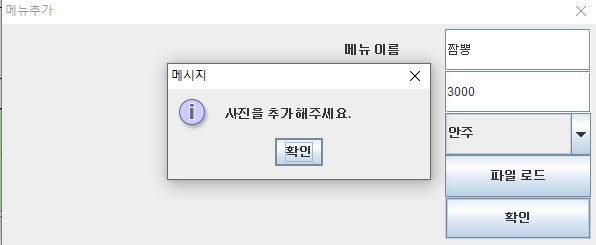 메뉴추가
메뉴 이름
짬뽕
메시지
사진을 추가해주세요.
확인
3000
안주
파일 로드
확인